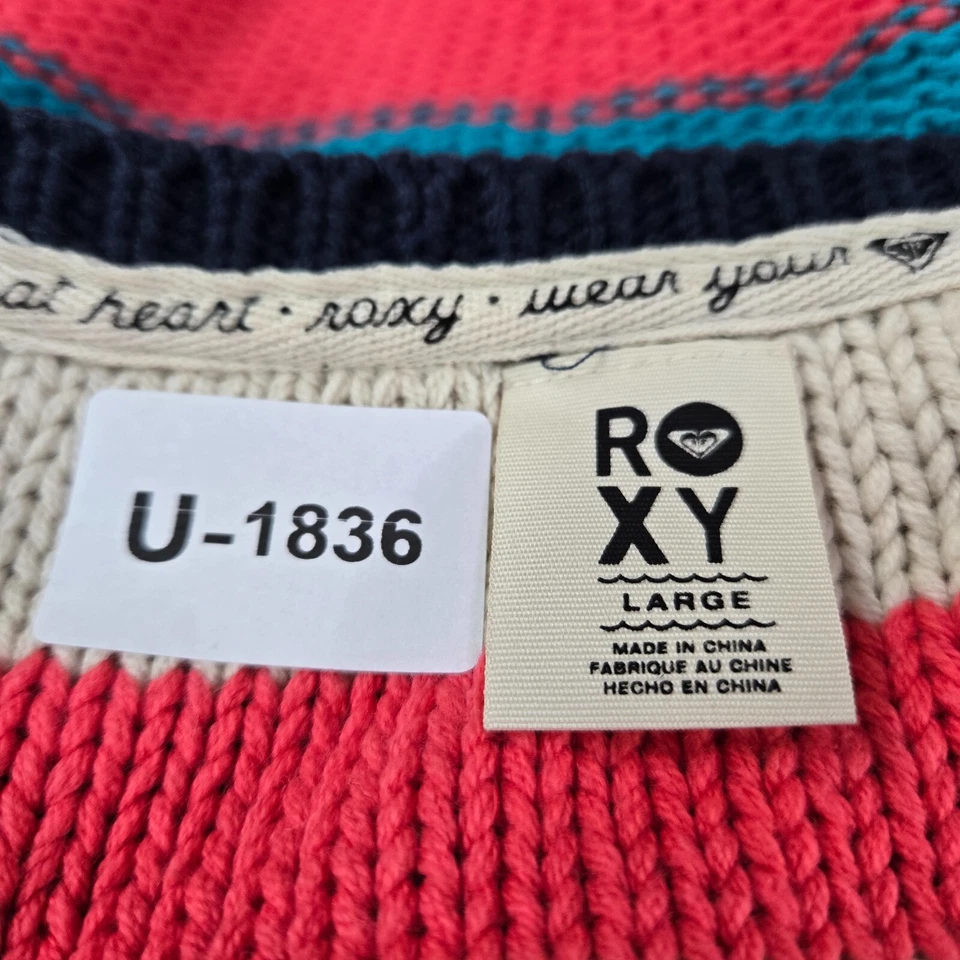 at heart · roxy · wear your
U-1836
ROXY
LARGE
MADE IN CHINA
FABRIQUE AU CHINE
HECHO EN CHINA